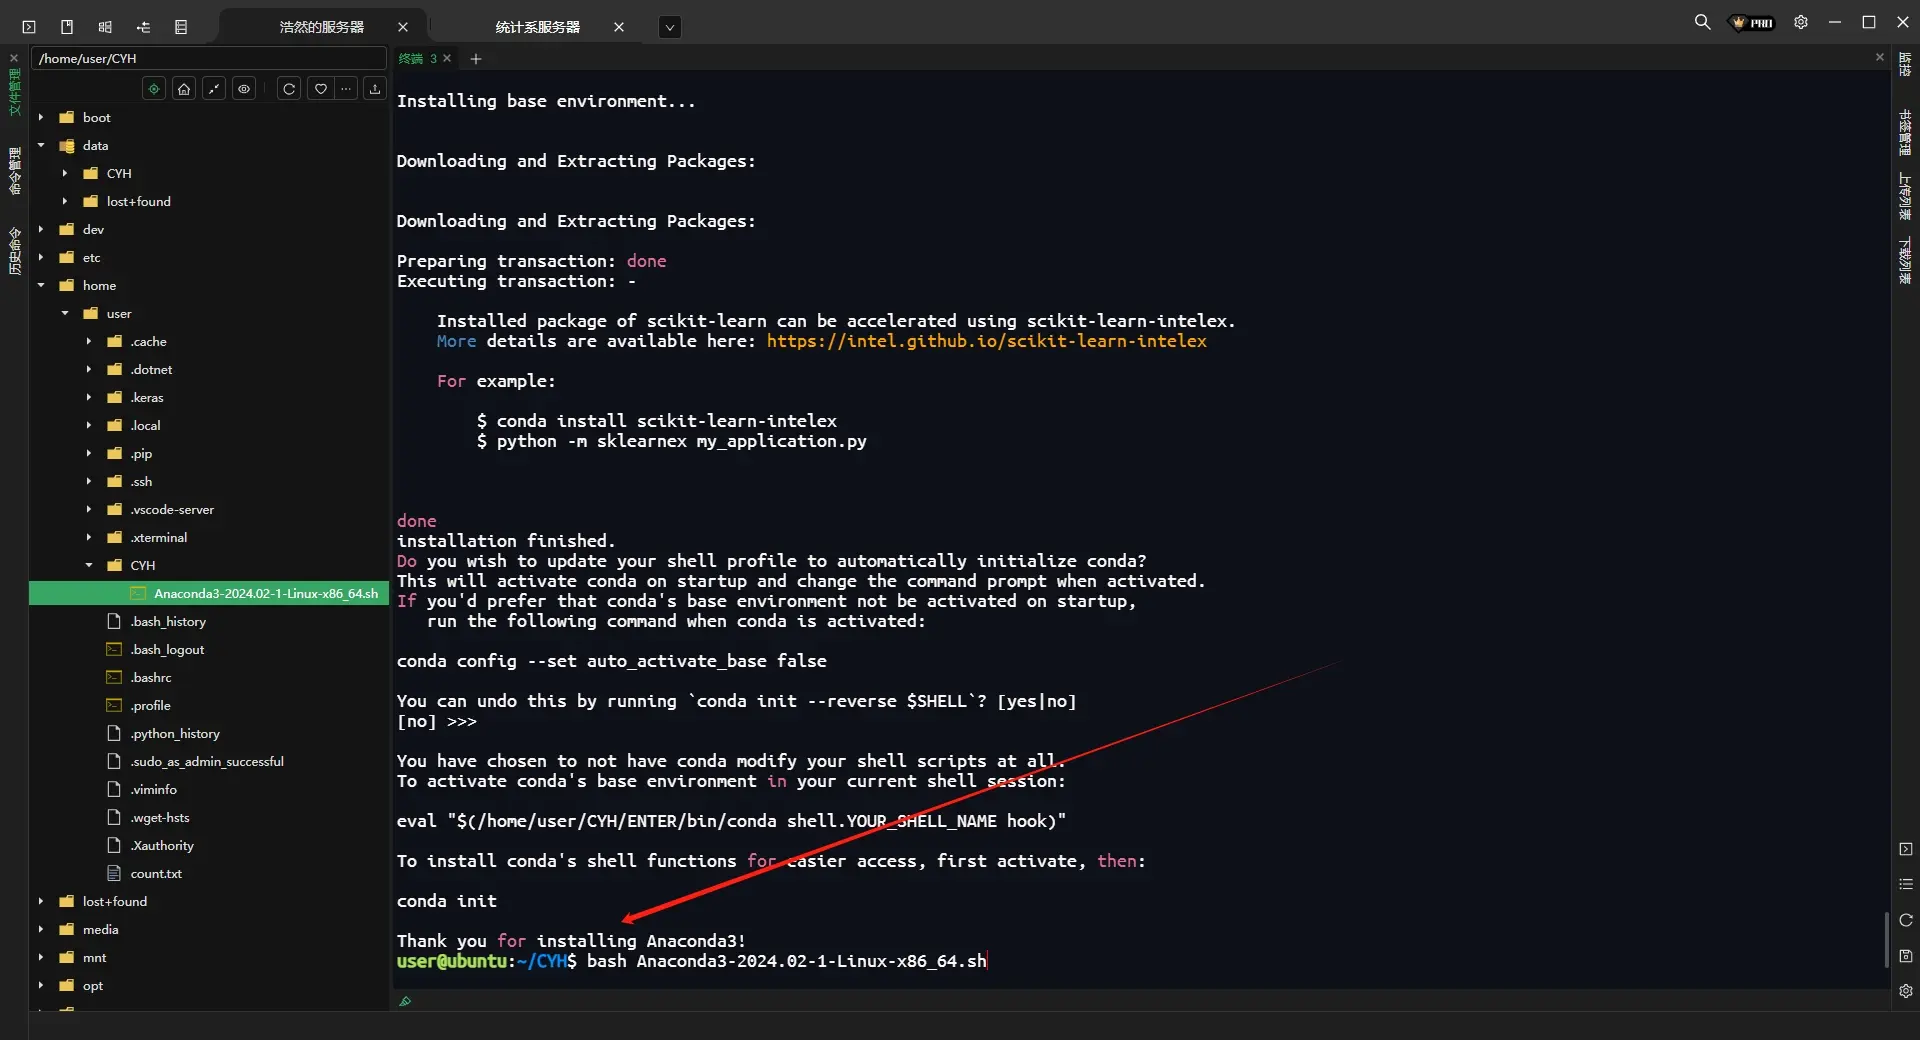 浩然的服务器
统计系服务器
PRO
/home/user/CYH
文件管理
命令管理
历史命令
boot
data
CYH
lost+found
dev
etc
home
user
.cache
.dotnet
.keras
.local
.pip
.ssh
.vscode-server
.xterminal
CYH
Anaconda3-2024.02-1-Linux-x86_64.sh
.bash_history
.bash_logout
.bashrc
.profile
.python_history
.sudo_as_admin_successful
.viminfo
.wget-hsts
.Xauthority
count.txt
lost+found
media
mnt
opt
终端 3
Installing base environment...
Downloading and Extracting Packages:
Downloading and Extracting Packages:
Preparing transaction: done
Executing transaction: -
Installed package of scikit-learn can be accelerated using scikit-learn-intelex.
More details are available here: https://intel.github.io/scikit-learn-intelex
For example:
$ conda install scikit-learn-intelex
$ python -m sklearnex my_application.py
done
installation finished.
Do you wish to update your shell profile to automatically initialize conda?
This will activate conda on startup and change the command prompt when activated.
If you'd prefer that conda's base environment not be activated on startup,
run the following command when conda is activated:
conda config --set auto_activate_base false
You can undo this by running `conda init --reverse $SHELL`? [yes|no]
[no] >>>
You have chosen to not have conda modify your shell scripts at all.
To activate conda's base environment in your current shell session:
eval "$(/home/user/CYH/ENTER/bin/conda shell.YOUR_SHELL_NAME hook)"
To install conda's shell functions for easier access, first activate, then:
conda init
Thank you for installing Anaconda3!
user@ubuntu:~/CYH$ bash Anaconda3-2024.02-1-Linux-x86_64.sh
监控
书签管理
上传列表
下载列表